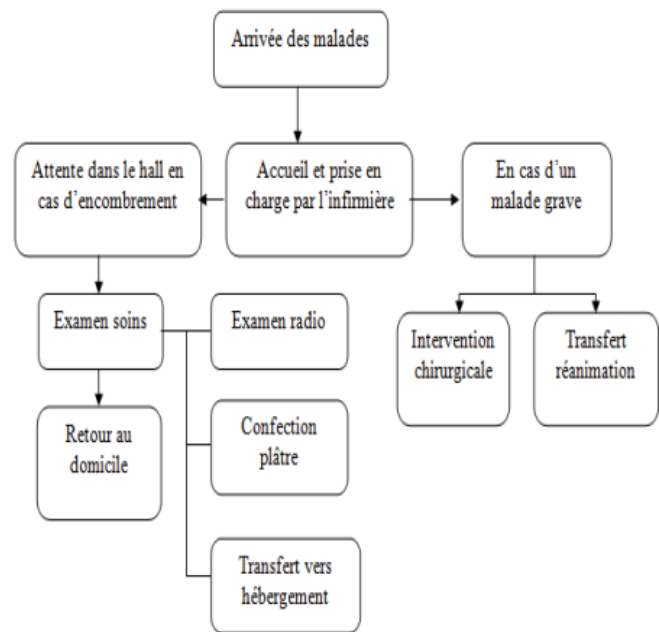 Arrivée des malades
Attente dans le hall en
cas d’encombrement
Accueil et prise en
charge par l’infirmière
En cas d’un
malade grave
Examen soins
Examen radio
Intervention
chirurgicale
Transfert
réanimation
Retour au
domicile
Confection
plâtre
Transfert vers
hébergement